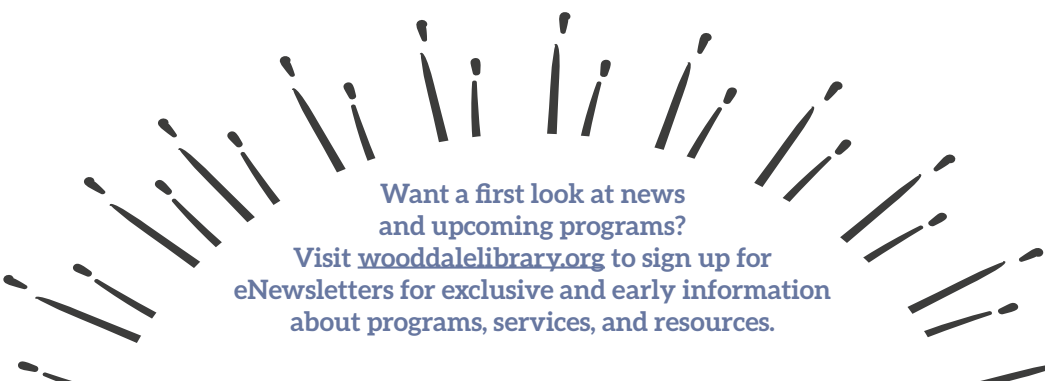 Want a first look at news
and upcoming programs?
Visit wooddalelibrary.org to sign up for
eNewsletters for exclusive and early information
about programs, services, and resources.